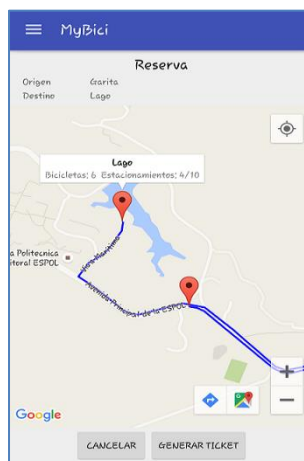 MyBici
Reserva
Origen Garita
Destino Lago
Lago
Bicicletas: 6 Estacionamientos: 4/10
a Politecnica
itoral ESPOL
Avenida Principal de la ESPOL
+
−
Google
CANCELAR GENERAR TICKET